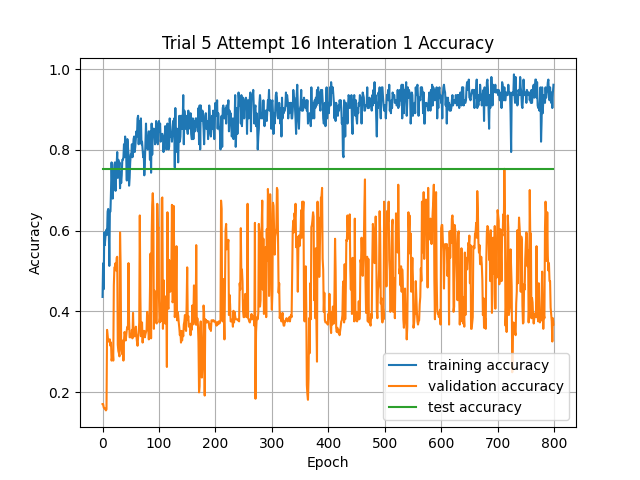 Trial 5 Attempt 16 Interation 1 Accuracy
1.0
0.8
0.6
0.4
0.2
Accuracy
training accuracy
validation accuracy
test accuracy
0 100 200 300 400 500 600 700 800
Epoch